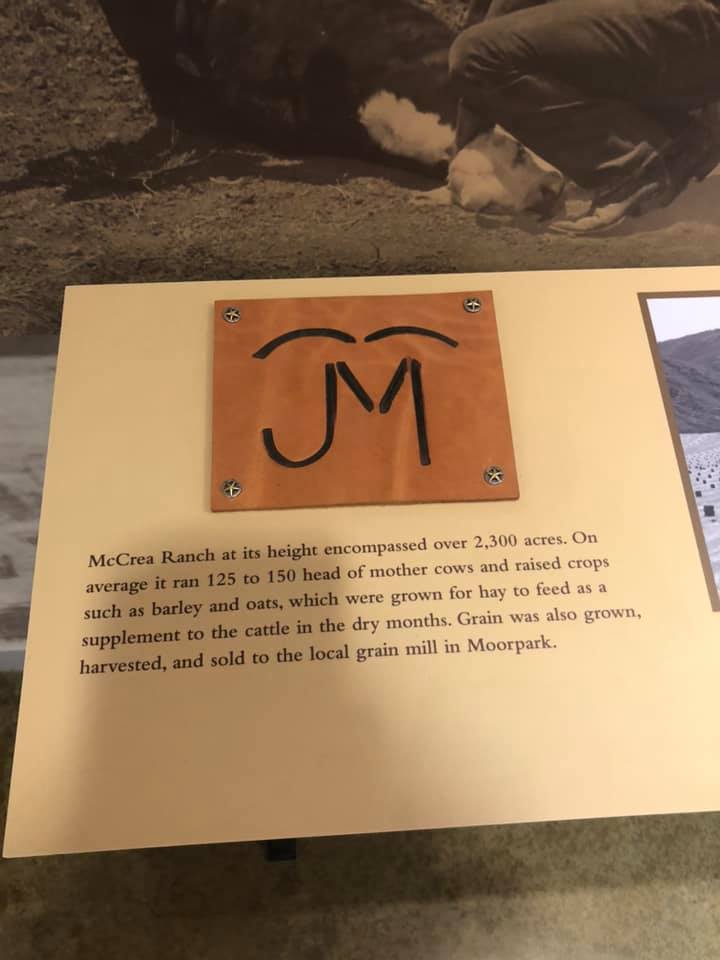 JM
McCrea Ranch at its height encompassed over 2,300 acres. On
average it ran 125 to 150 head of mother cows and raised crops
such as barley and oats, which were grown for hay to feed as a
supplement to the cattle in the dry months. Grain was also grown,
harvested, and sold to the local grain mill in Moorpark.